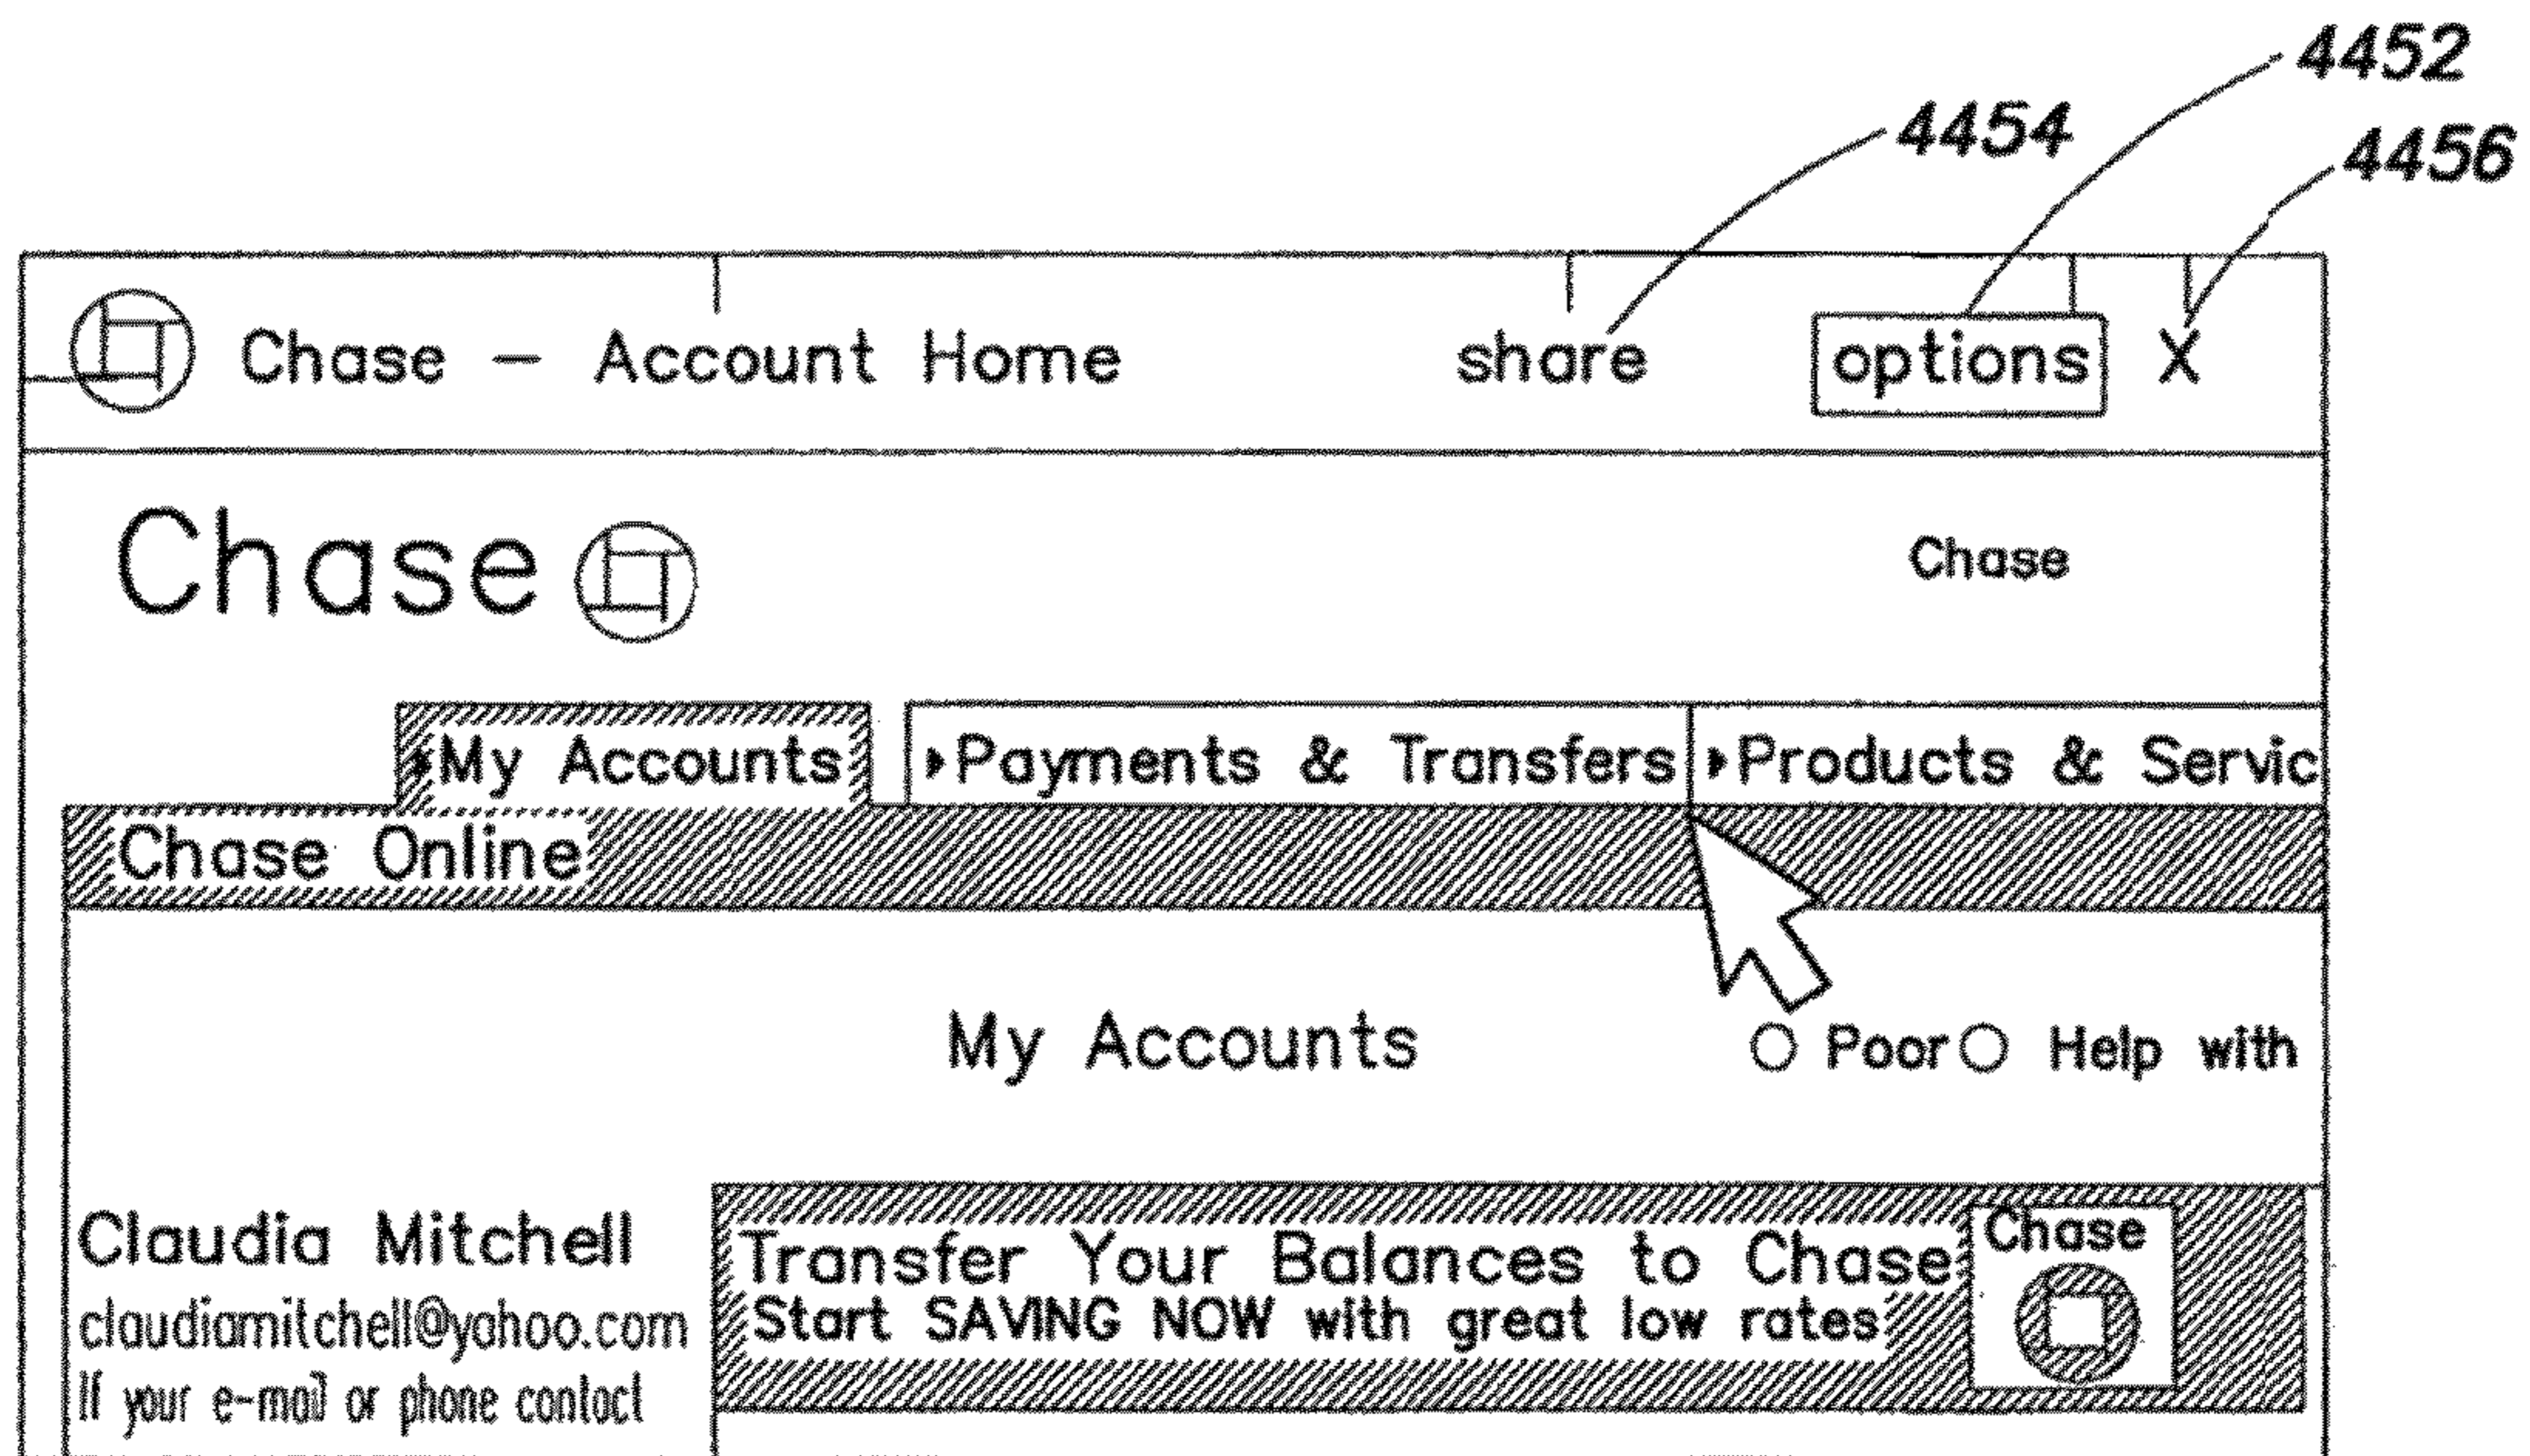 4452
4454
4456
Chase - Account Home share options X
Chase Chase
My Accounts Payments & Transfers Products & Servic
Chase Online
My Accounts Poor Help with
Claudia Mitchell
claudiamitchell@yahoo.com
If your e-mail or phone contact
Transfer Your Balances to Chase
Start SAVING NOW with great low rates
Chase